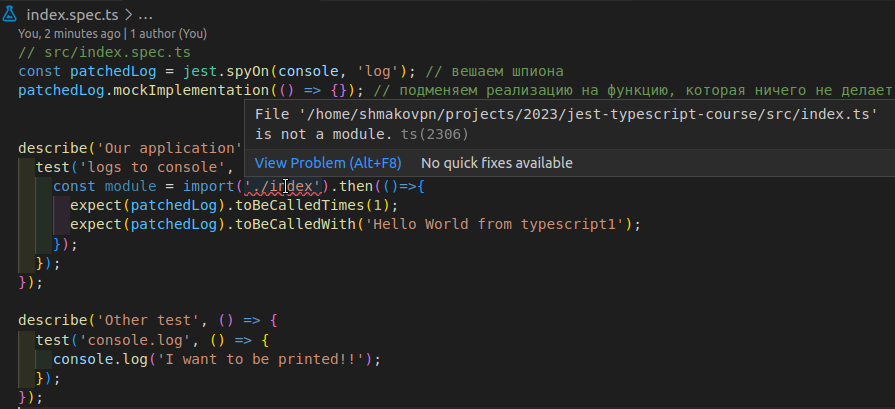 index.spec.ts > ...
You, 2 minutes ago | 1 author (You)
// src/index.spec.ts
const patchedLog = jest.spyOn(console, 'log'); // вешаем шпиона
patchedLog.mockImplementation(() => {}); // подменяем реализацию на функцию, которая ничего не делает
File '/home/shmakovpn/projects/2023/jest-typescript-course/src/index.ts'
is not a module. ts(2306)
describe('Our application'
View Problem (Alt+F8) No quick fixes available
test('logs to console',
const module = import('./index').then(()=>{
expect(patchedLog).toBeCalledTimes(1);
expect(patchedLog).toBeCalledWith('Hello World from typescript1');
});
});
});
describe('Other test', () => {
test('console.log', () => {
console.log('I want to be printed!!');
});
});